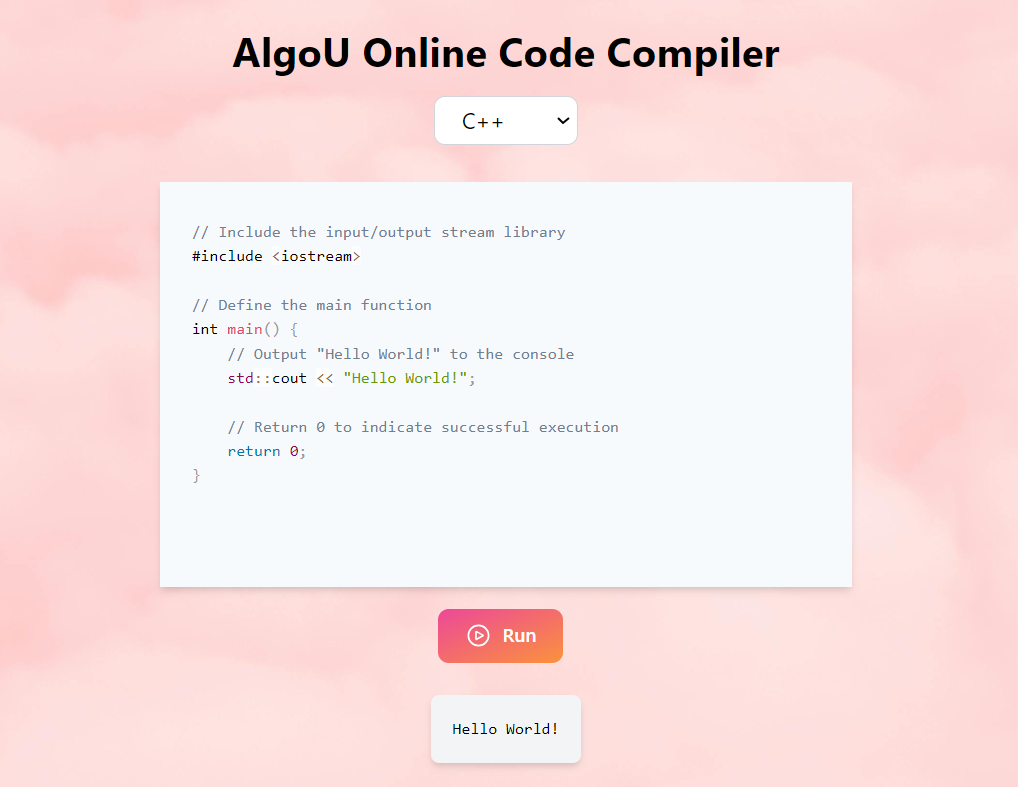 AlgoU Online Code Compiler
C++
// Include the input/output stream library
#include <iostream>
// Define the main function
int main() {
    // Output "Hello World!" to the console
    std::cout << "Hello World!";
    // Return 0 to indicate successful execution
    return 0;
}
Run
Hello World!